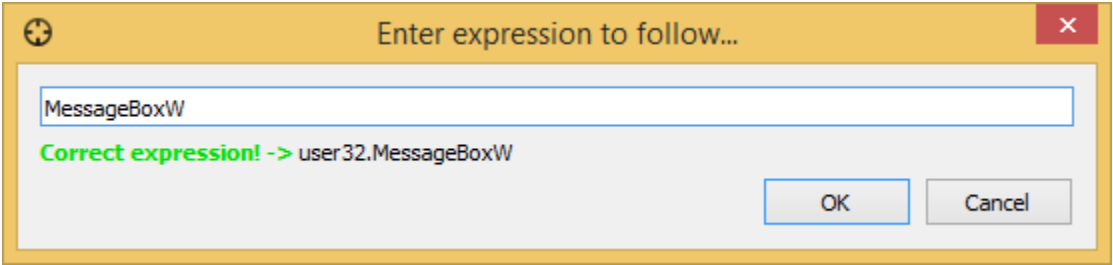 Enter expression to follow...
MessageBoxW
Correct expression! -> user32.MessageBoxW
OK Cancel